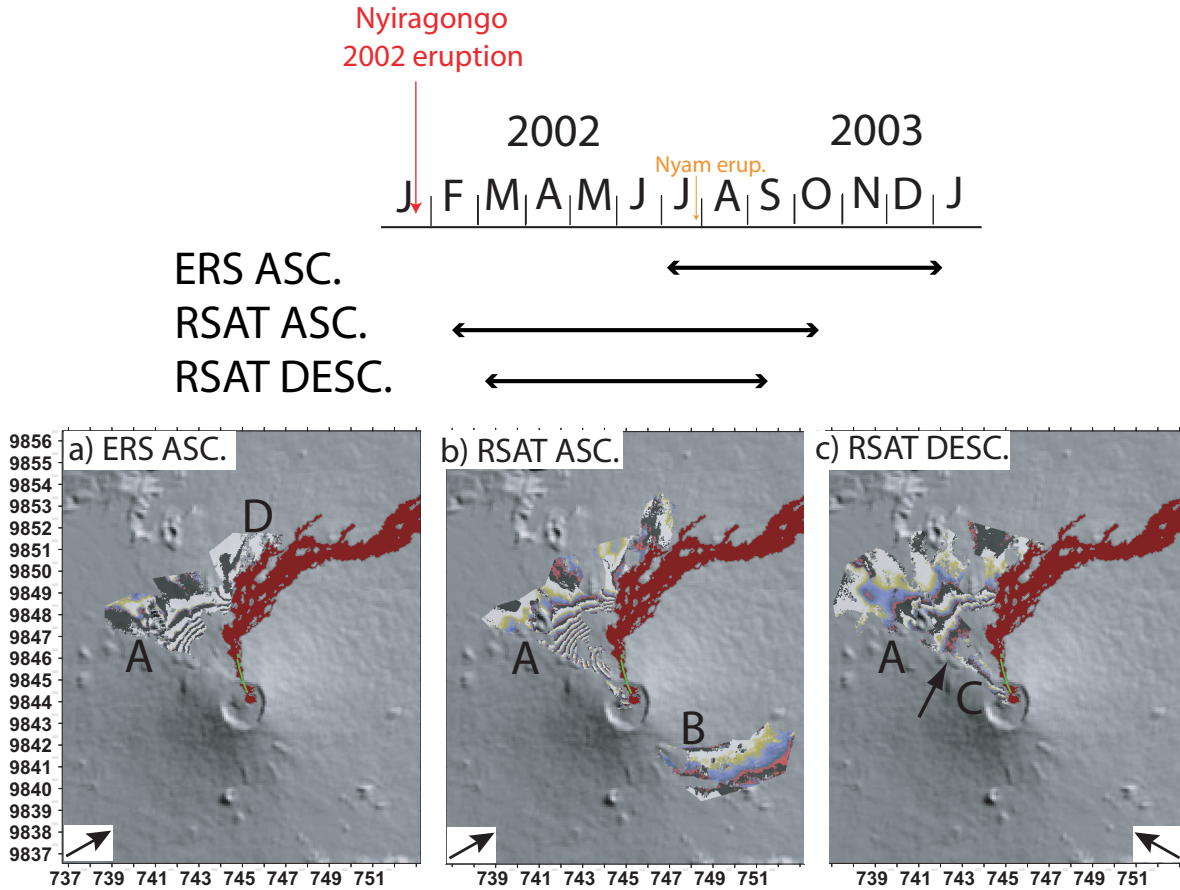 Nyiragongo
2002 eruption
2002 2003
Nyam erup.
J F M A M J J A S O N D J
ERS ASC.
RSAT ASC.
RSAT DESC.
a) ERS ASC. b) RSAT ASC. c) RSAT DESC.
9856
9855
9854
9853
9852
9851
9850
9849
9848
9847
9846
9845
9844
9843
9842
9841
9840
9839
9838
9837
D
A
A
B
A
C
737 739 741 743 745 747 749 751
739 741 743 745 747 749 751
739 741 743 745 747 749 751